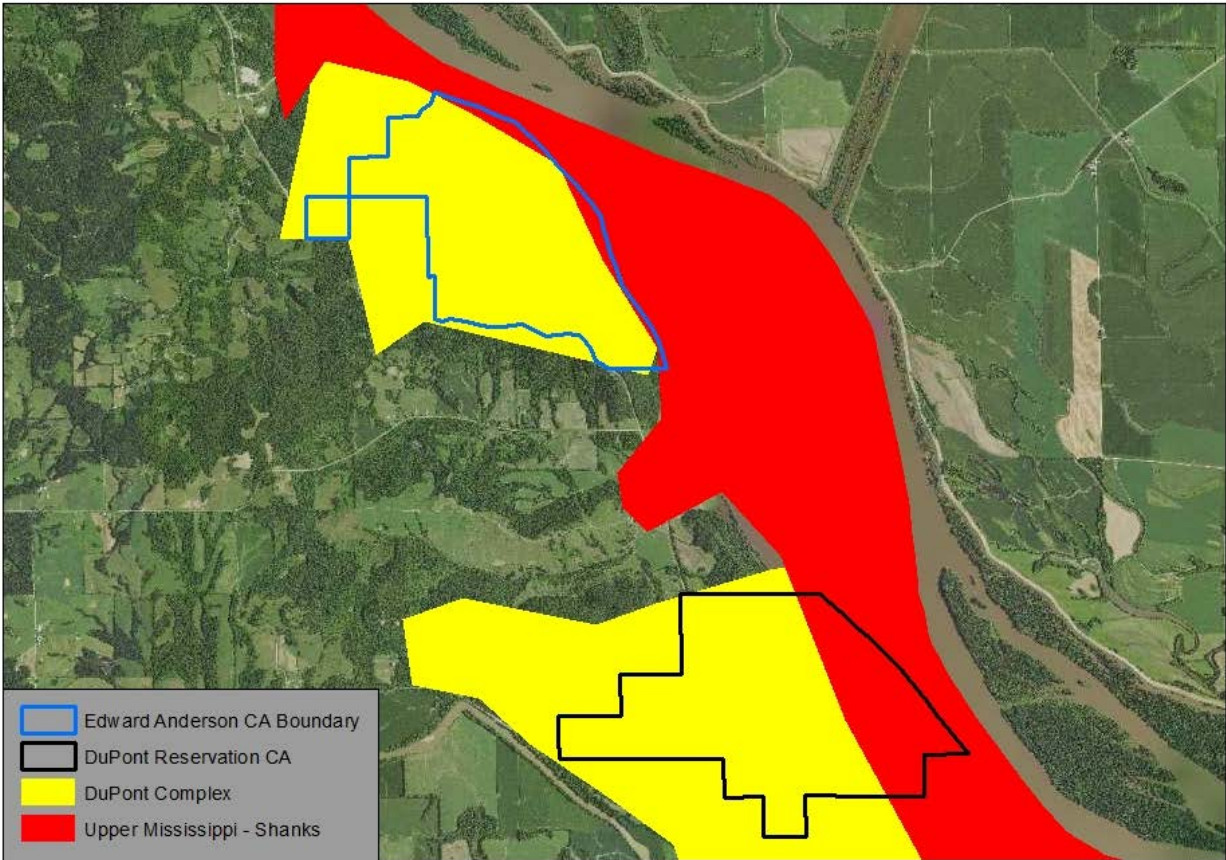 Edward Anderson CA Boundary
DuPont Reservation CA
DuPont Complex
Upper Mississippi - Shanks